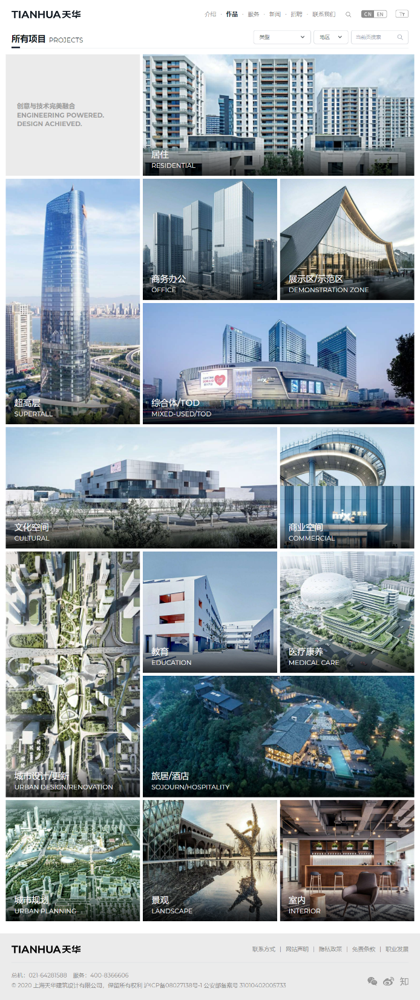 TIANHUA天华
介绍 · 作品 · 服务 · 新闻 · 招聘 · 联系我们 CN EN Tт
所有项目 PROJECTS
类型 地区 当前页搜索
创意与技术完美融合
ENGINEERING POWERED.
DESIGN ACHIEVED.
居住
RESIDENTIAL
超高层
SUPERTALL
商务办公
OFFICE
展示区/示范区
DEMONSTRATION ZONE
综合体/TOD
MIXED-USED/TOD
文化空间
CULTURAL
mixc
商业空间
COMMERCIAL
城市设计/更新
URBAN DESIGN/RENOVATION
教育
EDUCATION
医疗康养
MEDICAL CARE
旅居/酒店
SOJOURN/HOSPITALITY
城市规划
URBAN PLANNING
景观
LANDSCAPE
室内
INTERIOR
TIANHUA天华
联系方式 | 网站声明 | 隐私政策 | 免责条款 | 职业发展
总机：021-64281588 服务：400-8366606
© 2020 上海天华建筑设计有限公司，保留所有权利 沪ICP备08027138号-1 公安部备案号 31010402005733
知